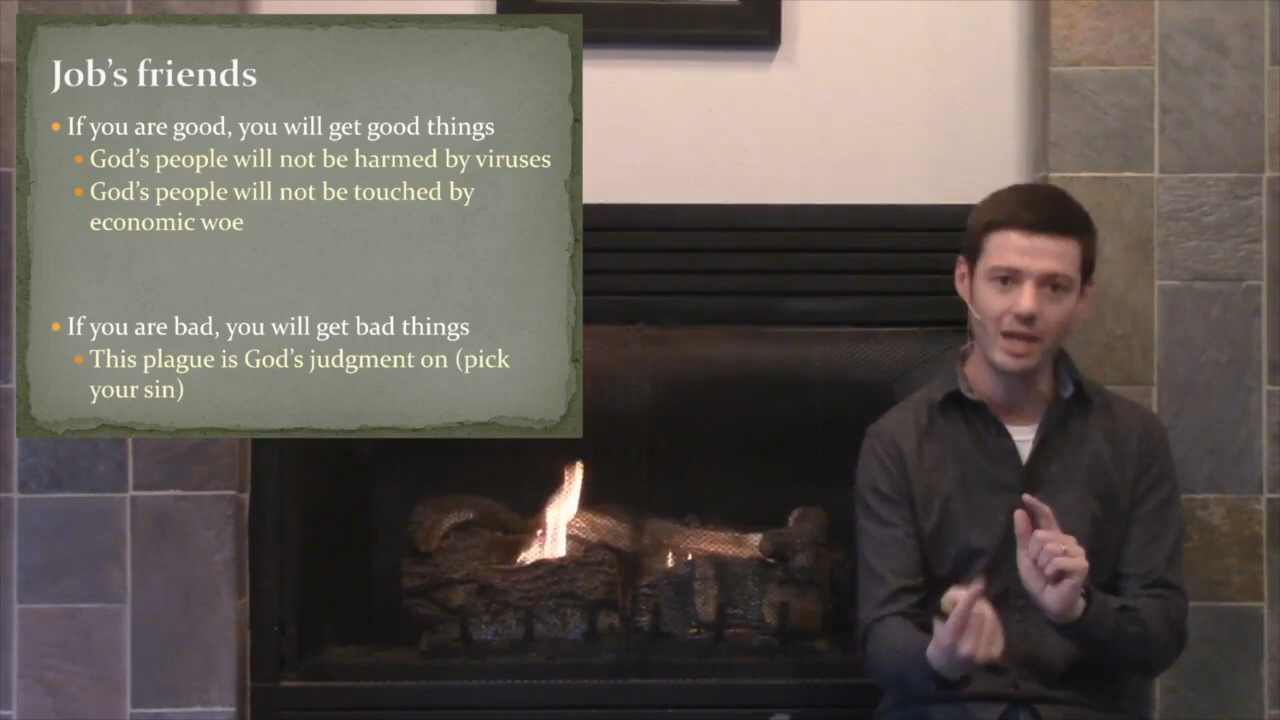 Job's friends
• If you are good, you will get good things
• God's people will not be harmed by viruses
• God's people will not be touched by
economic woe
• If you are bad, you will get bad things
• This plague is God's judgment on (pick
your sin)